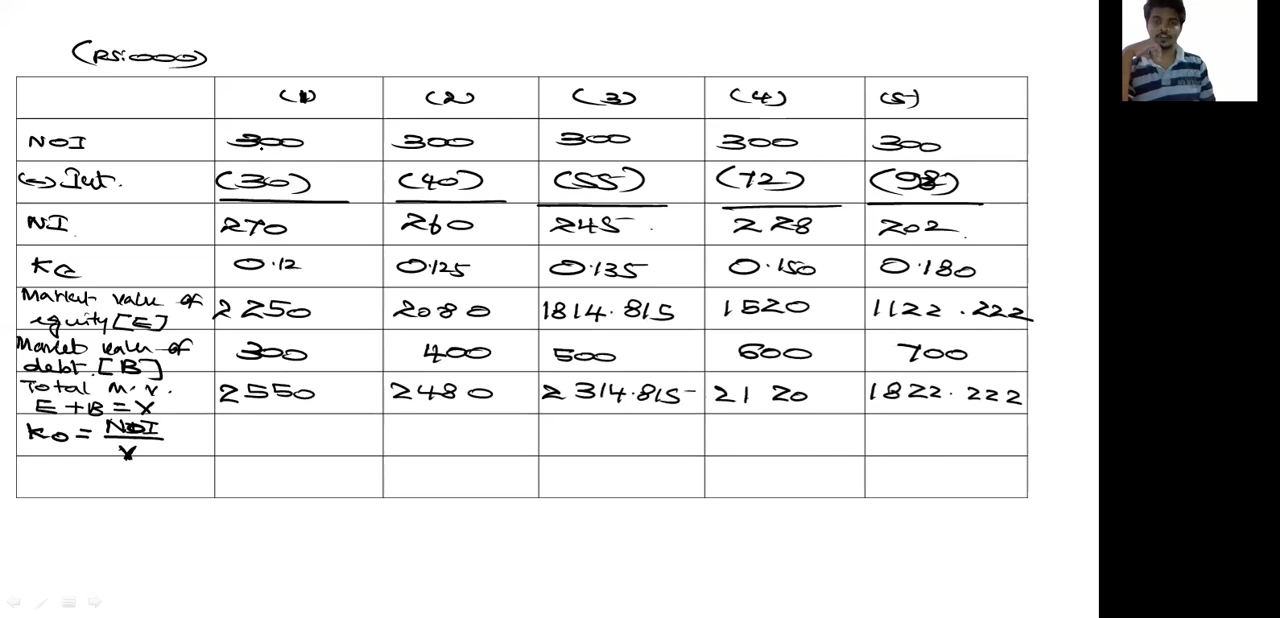 (RS:000)
(1) (2) (3) (4) (5)
NOI 300 300 300 300 300
(-) Int. (30) (40) (55) (72) (98)
NI. 270 260 245 228 202
Ke 0.12 0.125 0.135 0.150 0.180
Market value of
equity [E] 2250 2080 1814.815 1520 1122.222
Market value of
debt. [B] 300 400 500 600 700
Total m.v.
E+B=V 2550 2480 2314.815 2120 1822.222
Ko = NOI
V